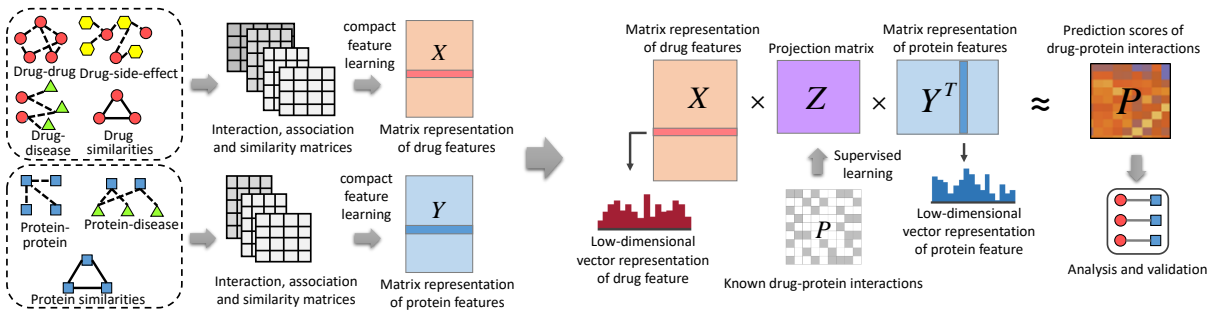 Drug-drug
Drug-side-effect
Drug-
disease
Drug
similarities
Protein-
protein
Protein-disease
Protein similarities
Interaction, association
and similarity matrices
Interaction, association
and similarity matrices
compact
feature
learning
compact
feature
learning
X
Matrix representation
of drug features
Y
Matrix representation
of protein features
Matrix representation
of drug features
X
×
Projection matrix
Z
×
Matrix representation
of protein features
Y^T
≈
Prediction scores of
drug-protein interactions
P
Low-dimensional
vector representation
of drug feature
Supervised
learning
P
Known drug-protein interactions
Low-dimensional
vector representation
of protein feature
Analysis and validation